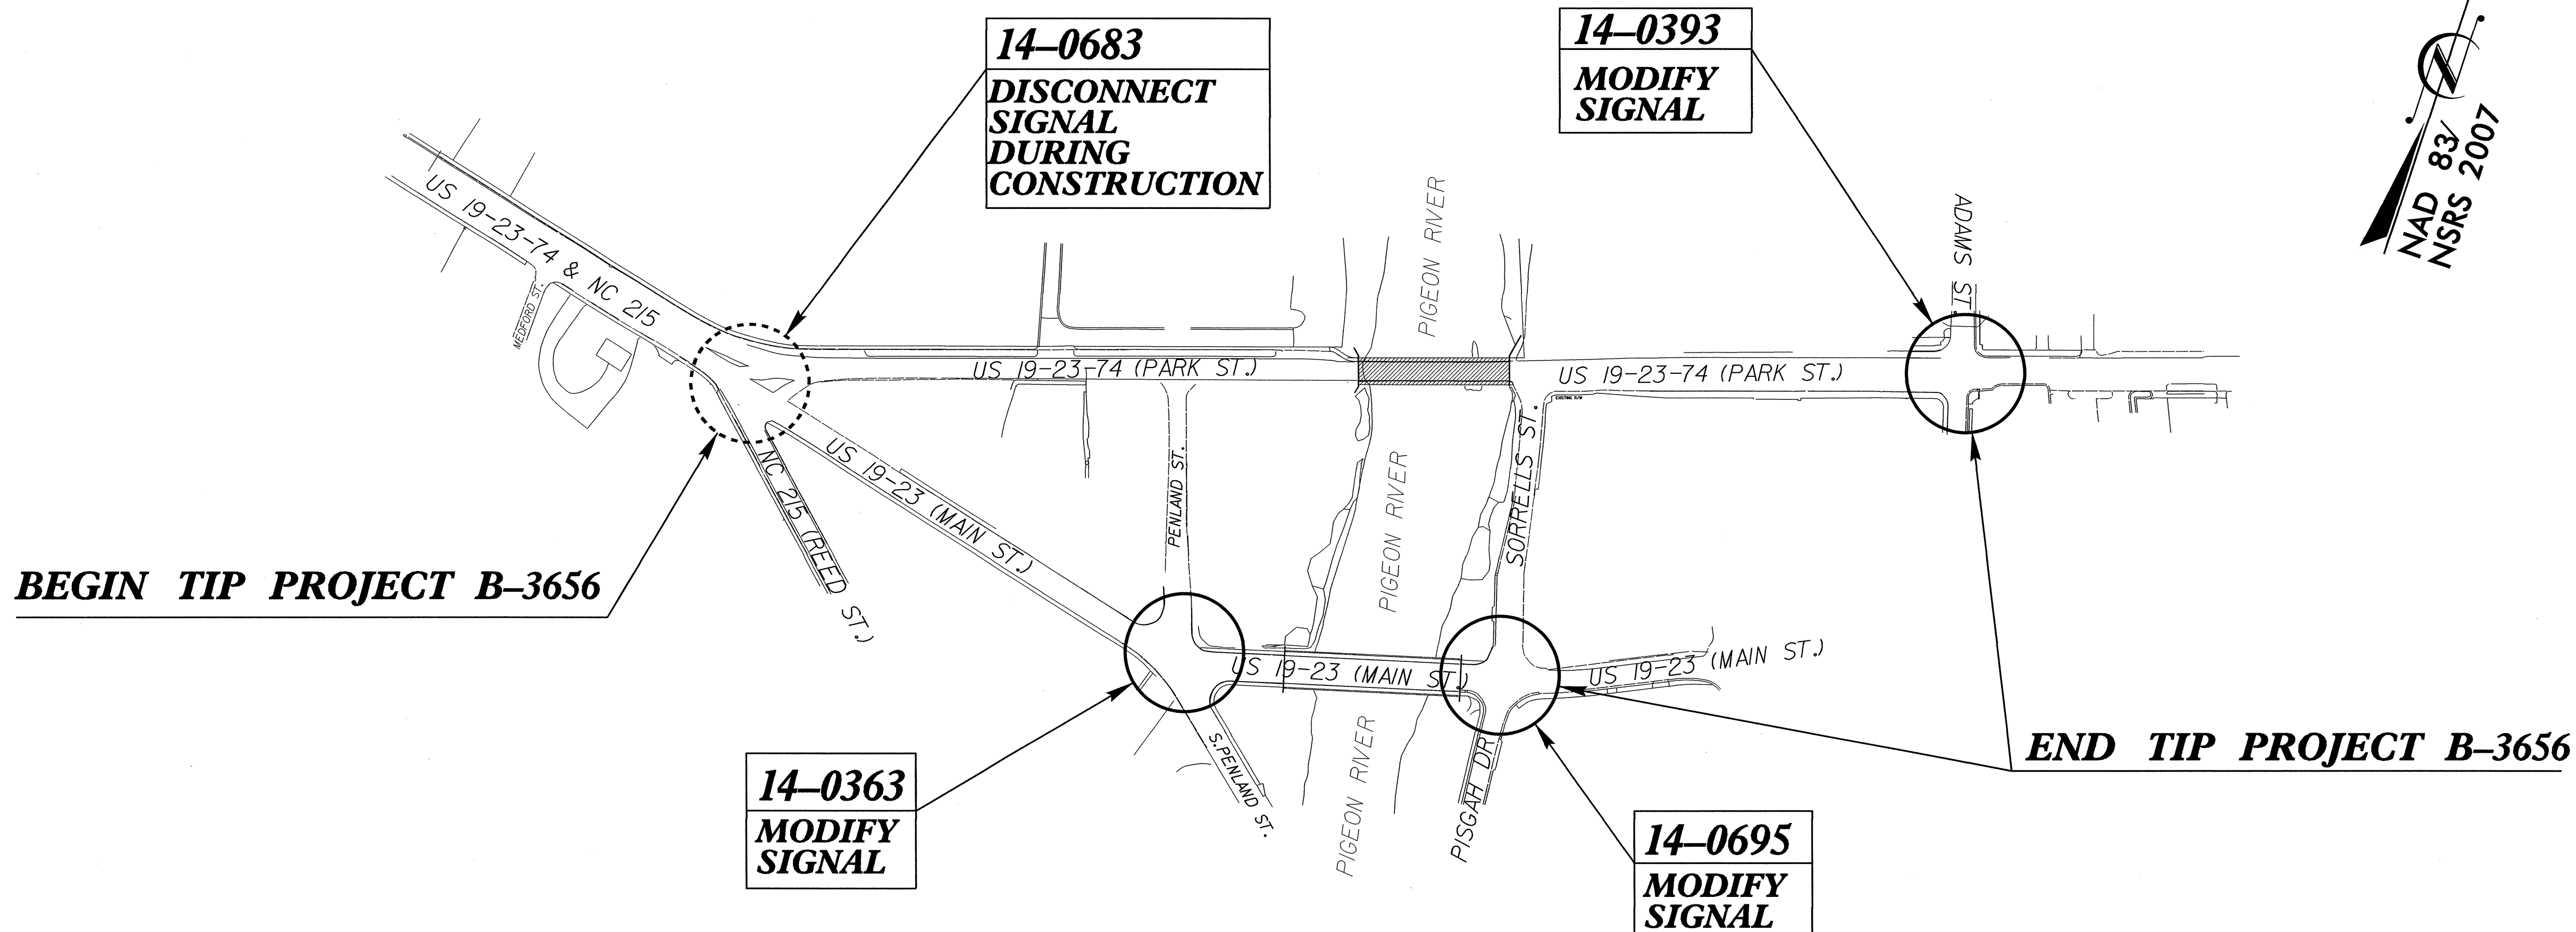 14–0683
DISCONNECT
SIGNAL
DURING
CONSTRUCTION
14–0393
MODIFY
SIGNAL
NAD 83/
NSRS 2007
US 19-23-74 & NC 215
MEDFORD ST.
PIGEON RIVER
ADAMS ST
US 19-23-74 (PARK ST.)
US 19-23-74 (PARK ST.)
EXISTING R/W
NC 215 (REED ST.)
US 19-23 (MAIN ST.)
PENLAND ST.
PIGEON RIVER
SORRELLS ST.
BEGIN TIP PROJECT B–3656
US 19-23 (MAIN ST.)
US 19-23 (MAIN ST.)
S.PENLAND ST.
PIGEON RIVER
PISGAH DR
END TIP PROJECT B–3656
14–0363
MODIFY
SIGNAL
14–0695
MODIFY
SIGNAL